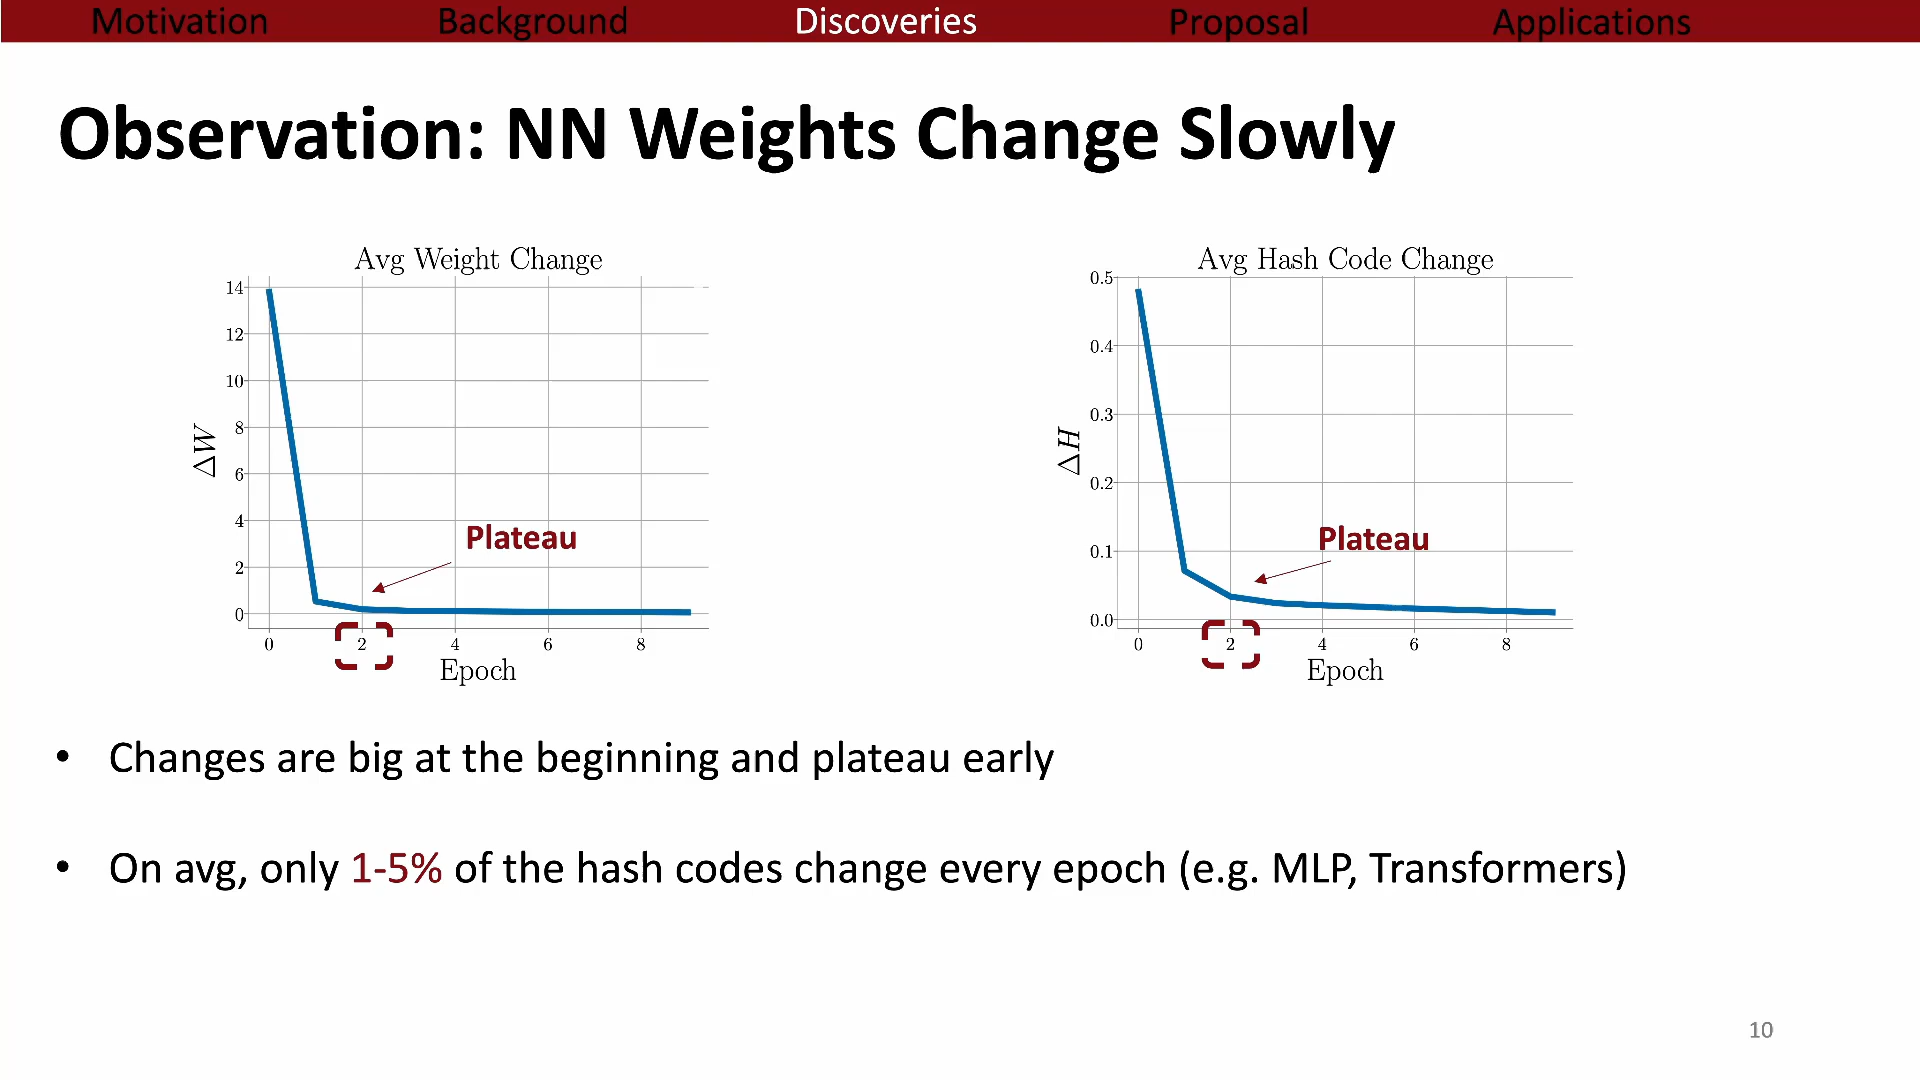 Motivation Background Discoveries Proposal Applications
Observation: NN Weights Change Slowly
Avg Weight Change
14
12
10
8
6
4
2
0
ΔW
Plateau
0 2 4 6 8
Epoch
Avg Hash Code Change
0.5
0.4
0.3
0.2
0.1
0.0
ΔH
Plateau
0 2 4 6 8
Epoch
• Changes are big at the beginning and plateau early
• On avg, only 1-5% of the hash codes change every epoch (e.g. MLP, Transformers)
10